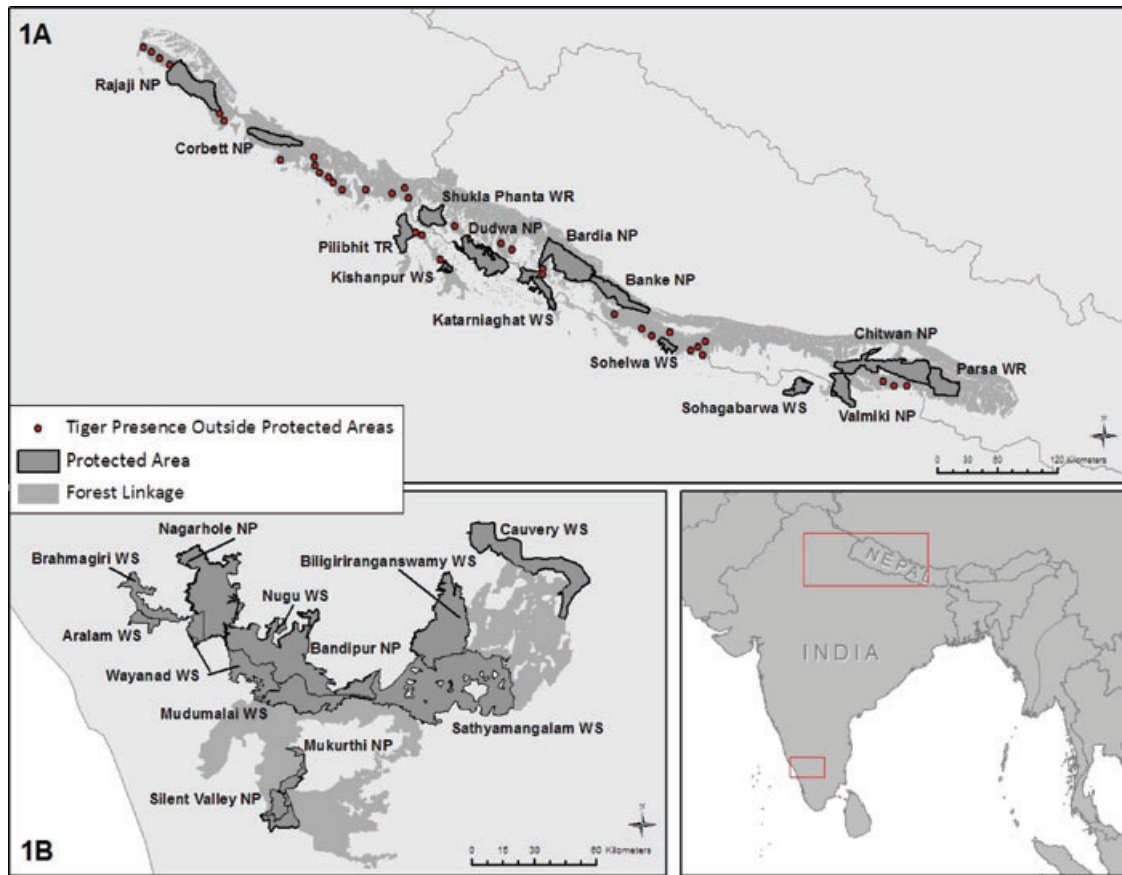 1A
Rajaji NP
Corbett NP
Shukla Phanta WR
Dudwa NP
Bardia NP
Pilibhit TR
Kishanpur WS
Banke NP
Katarniaghat WS
Chitwan NP
Sohelwa WS
Parsa WR
Sohagabarwa WS
Valmiki NP
Tiger Presence Outside Protected Areas
Protected Area
Forest Linkage
0 30 60 120 Kilometers
N
Nagarhole NP
Cauvery WS
Brahmagiri WS
Biligiriranganswamy WS
Nugu WS
Aralam WS
Bandipur NP
Wayanad WS
Mudumalai WS
Sathyamangalam WS
Mukurthi NP
Silent Valley NP
N
1B
0 15 30 60 Kilometers
NEPAL
INDIA